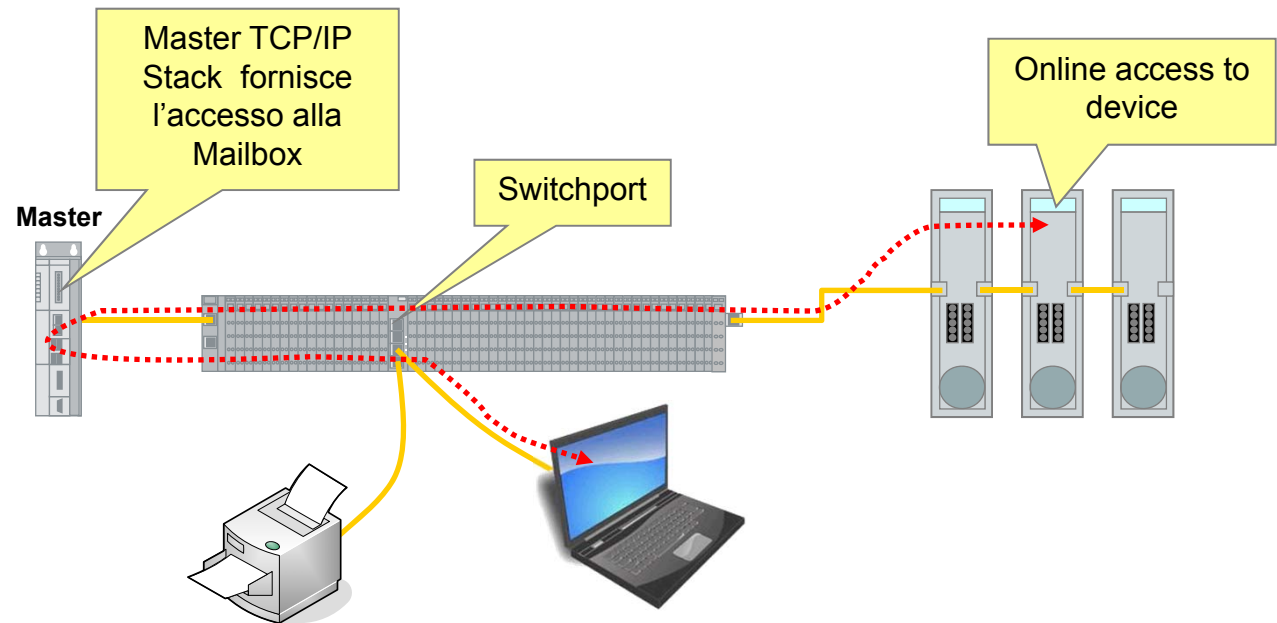 Master TCP/IP
Stack fornisce
l’accesso alla
Mailbox
Online access to
device
Switchport
Master